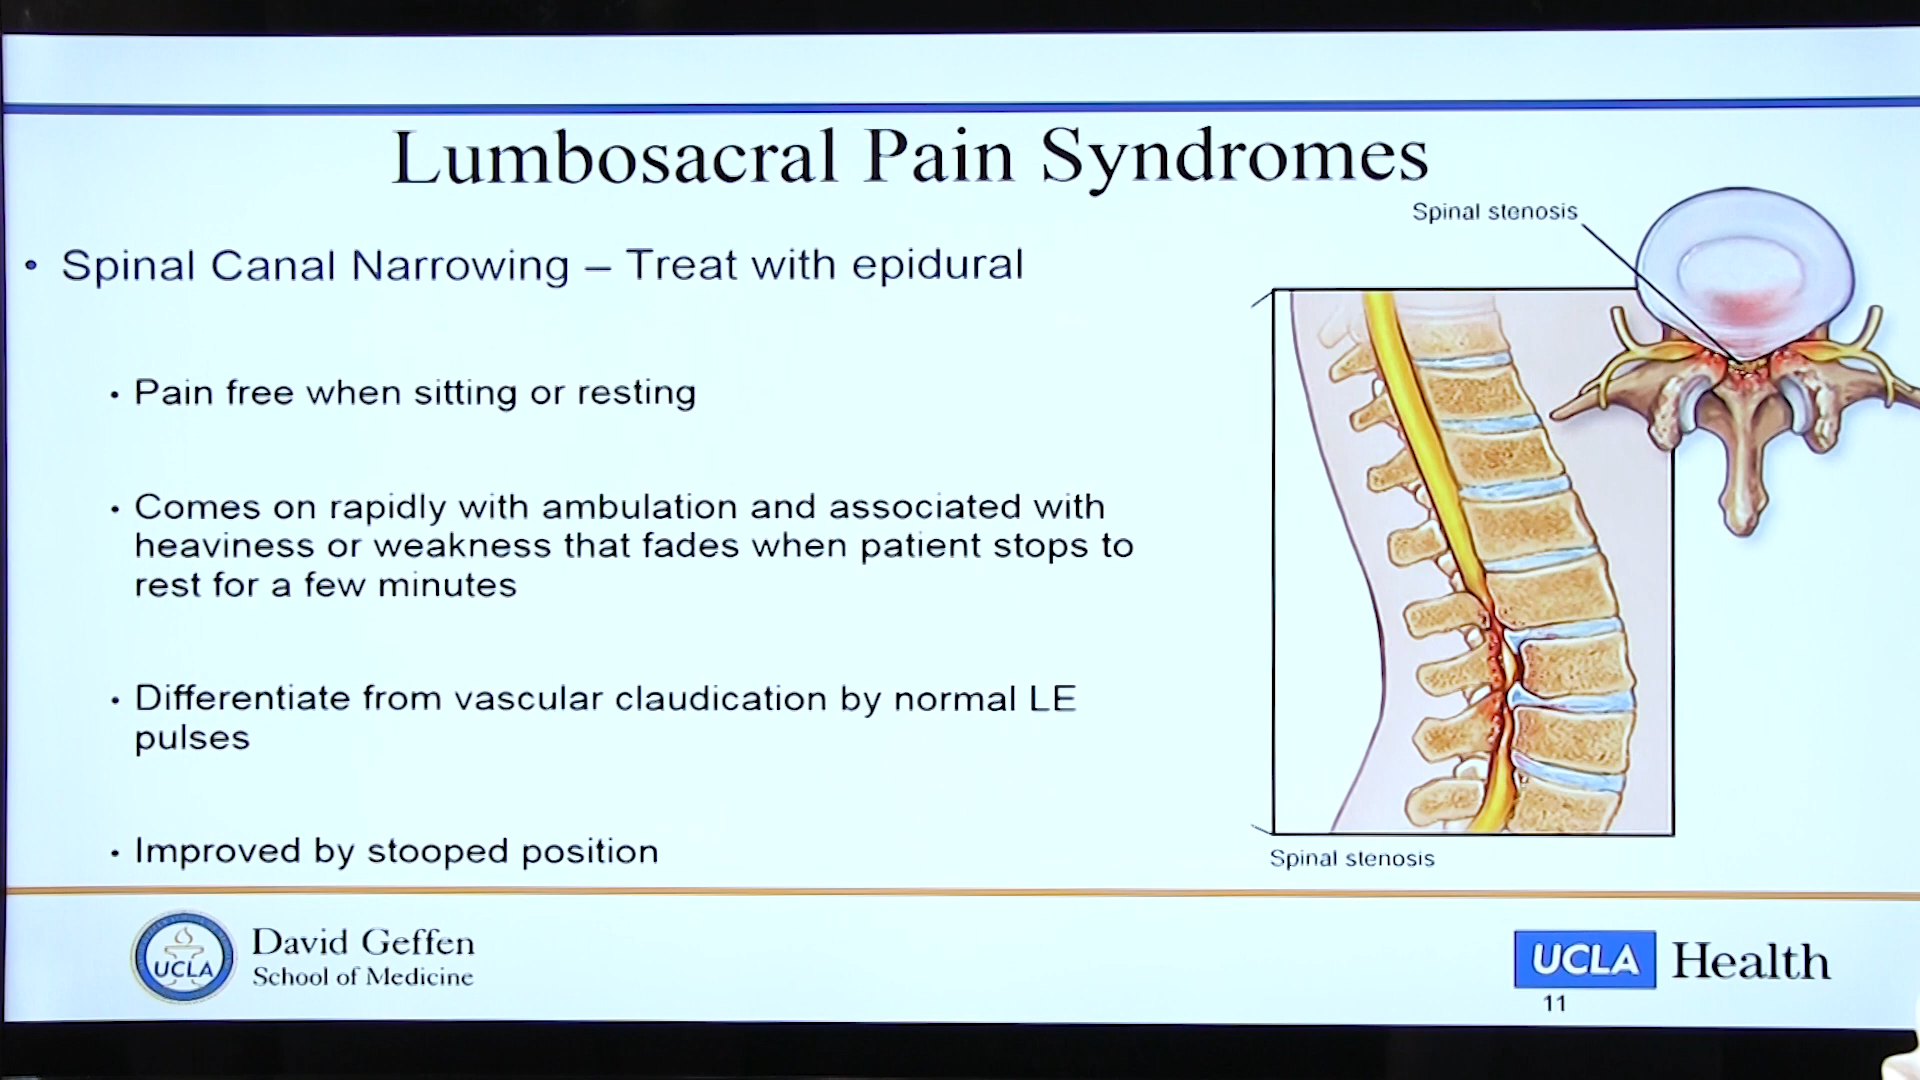 Lumbosacral Pain Syndromes
Spinal stenosis
• Spinal Canal Narrowing – Treat with epidural
• Pain free when sitting or resting
• Comes on rapidly with ambulation and associated with
heaviness or weakness that fades when patient stops to
rest for a few minutes
• Differentiate from vascular claudication by normal LE
pulses
• Improved by stooped position
Spinal stenosis
UCLA
David Geffen
School of Medicine
UCLA Health
11